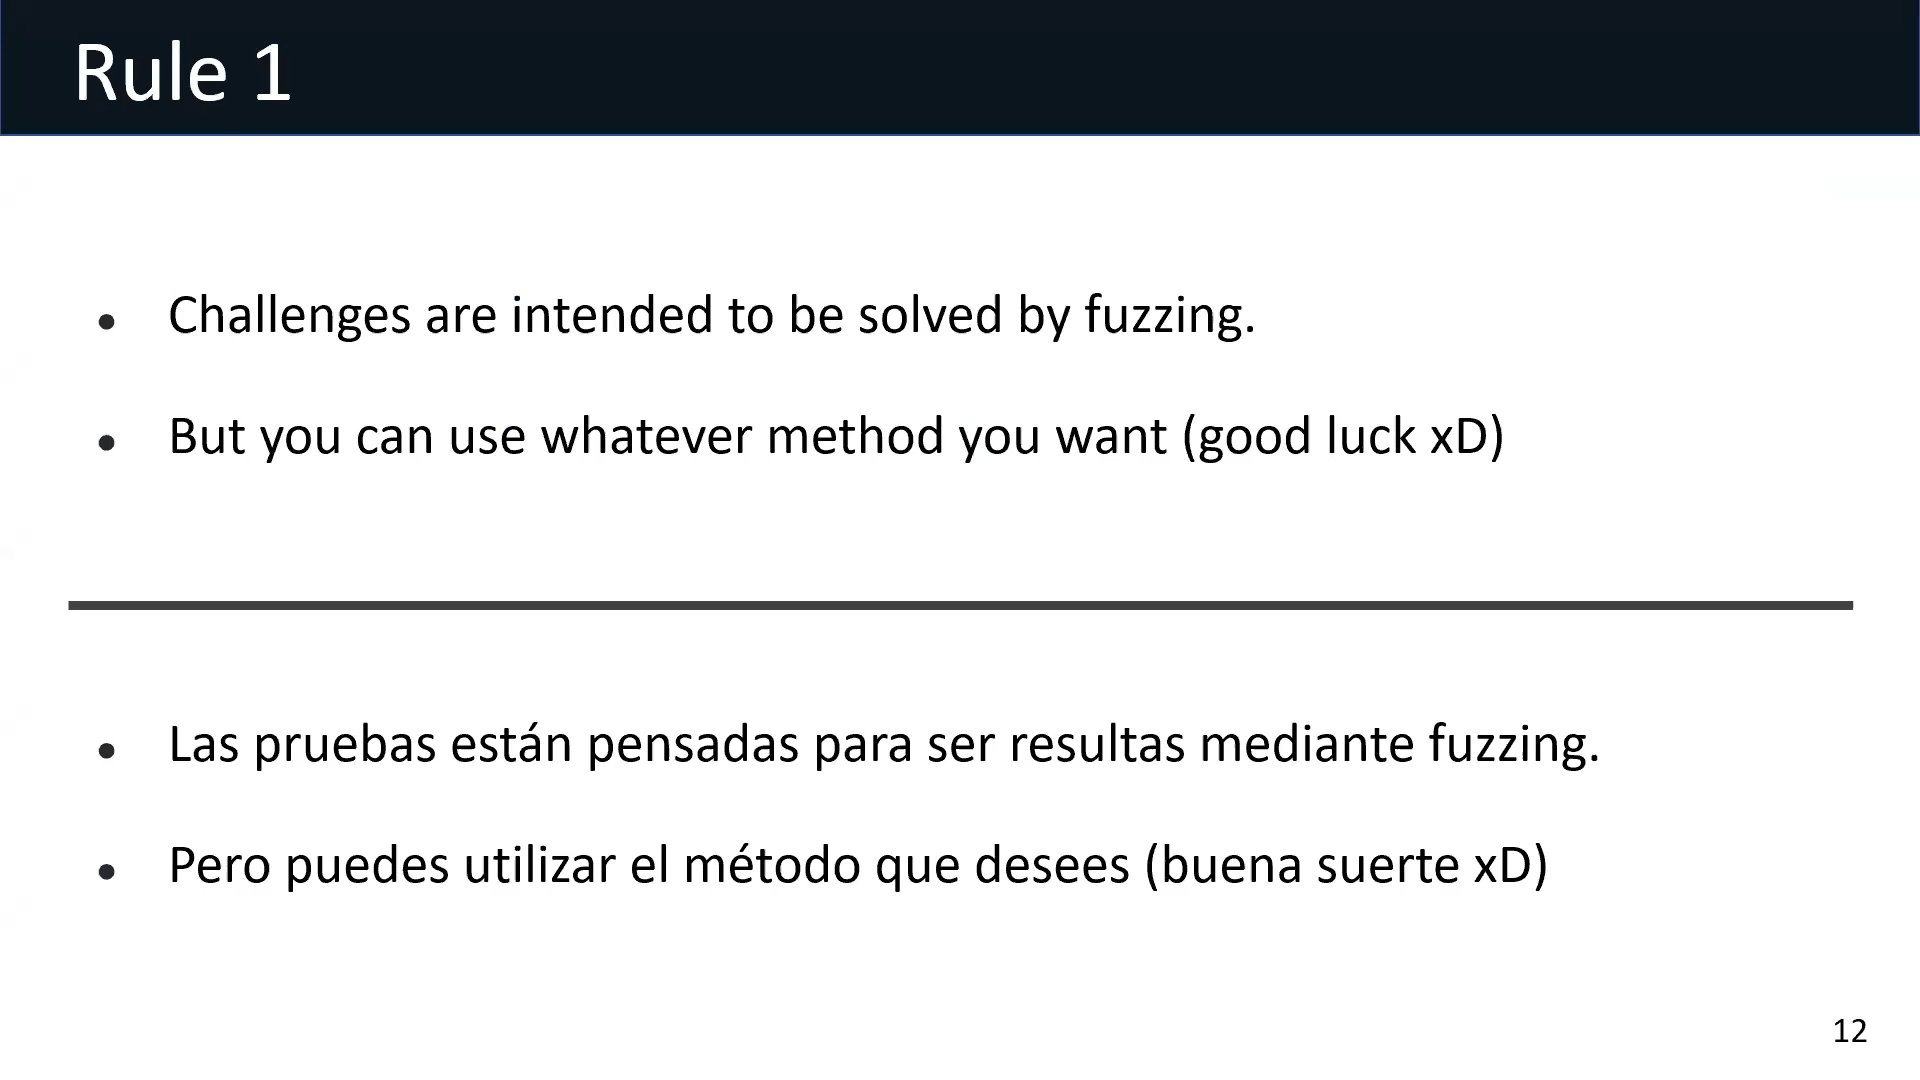 Rule 1
• Challenges are intended to be solved by fuzzing.
• But you can use whatever method you want (good luck xD)
• Las pruebas están pensadas para ser resultas mediante fuzzing.
• Pero puedes utilizar el método que desees (buena suerte xD)
12